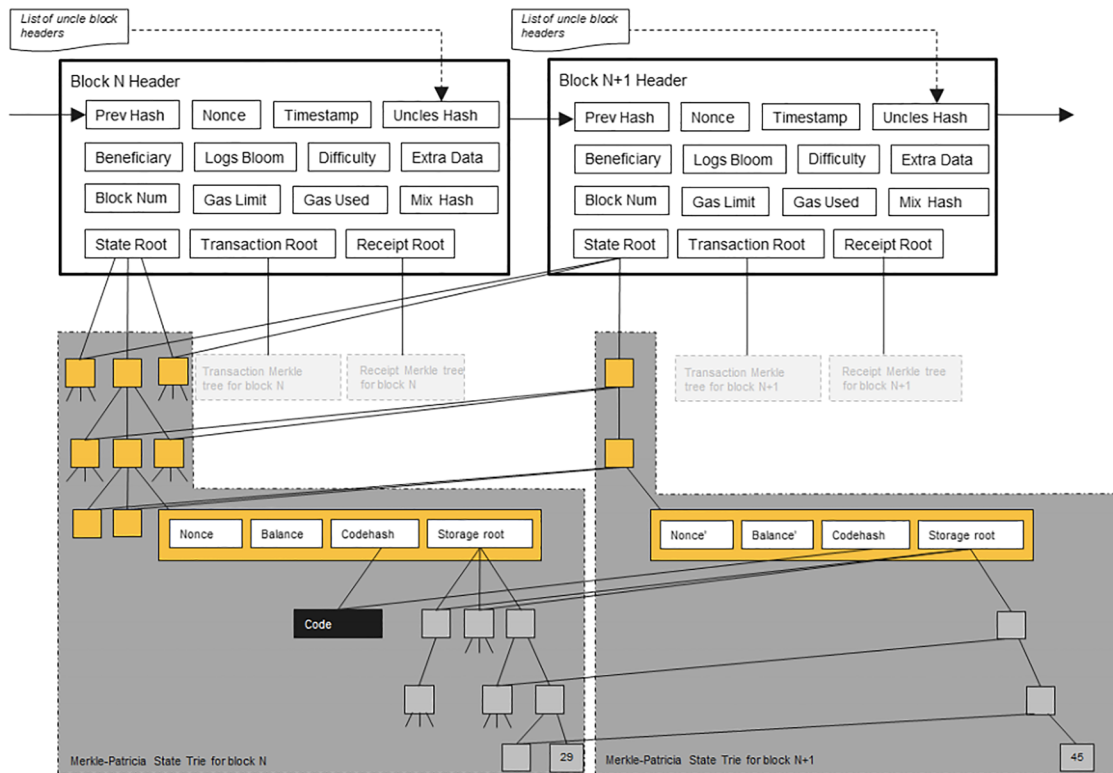 List of uncle block
headers
List of uncle block
headers
Block N Header
Prev Hash
Nonce
Timestamp
Uncles Hash
Beneficiary
Logs Bloom
Difficulty
Extra Data
Block Num
Gas Limit
Gas Used
Mix Hash
State Root
Transaction Root
Receipt Root
Block N+1 Header
Prev Hash
Nonce
Timestamp
Uncles Hash
Beneficiary
Logs Bloom
Difficulty
Extra Data
Block Num
Gas Limit
Gas Used
Mix Hash
State Root
Transaction Root
Receipt Root
Transaction Merkle
tree for block N
Receipt Merkle tree
for block N
Transaction Merkle
tree for block N+1
Receipt Merkle tree
for block N+1
Nonce
Balance
Codehash
Storage root
Nonce'
Balance'
Codehash
Storage root
Code
29
Merkle-Patricia State Trie for block N
45
Merkle-Patricia State Trie for block N+1